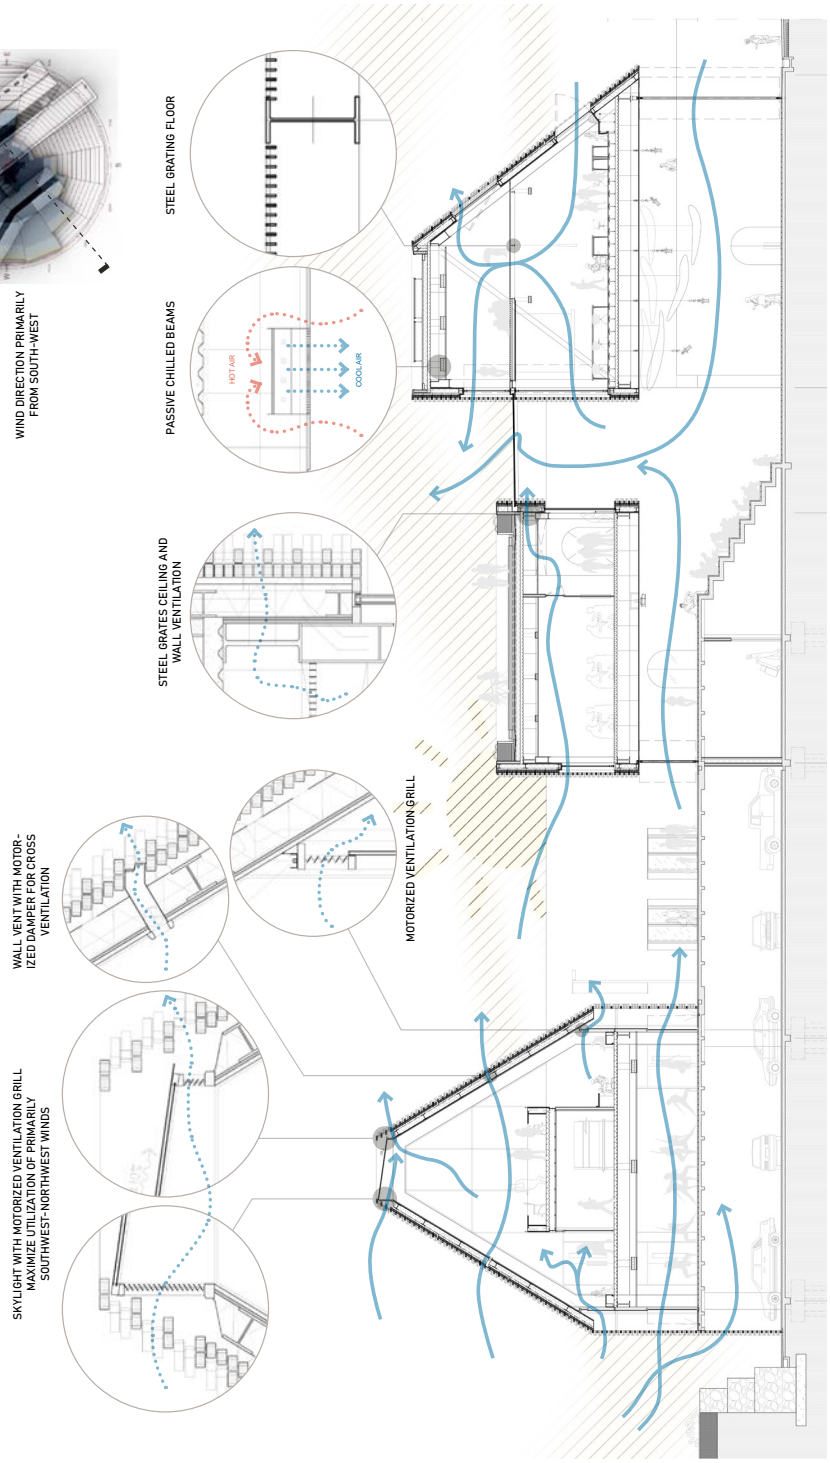 SKYLIGHT WITH MOTORIZED VENTILATION GRILL
MAXIMIZE UTILIZATION OF PRIMARILY
SOUTHWEST-NORTHWEST WINDS
WALL VENT WITH MOTOR-
IZED DAMPER FOR CROSS
VENTILATION
MOTORIZED VENTILATION GRILL
STEEL GRATES CEILING AND
WALL VENTILATION
PASSIVE CHILLED BEAMS
HOT AIR
COOL AIR
STEEL GRATING FLOOR
WIND DIRECTION PRIMARILY
FROM SOUTH-WEST